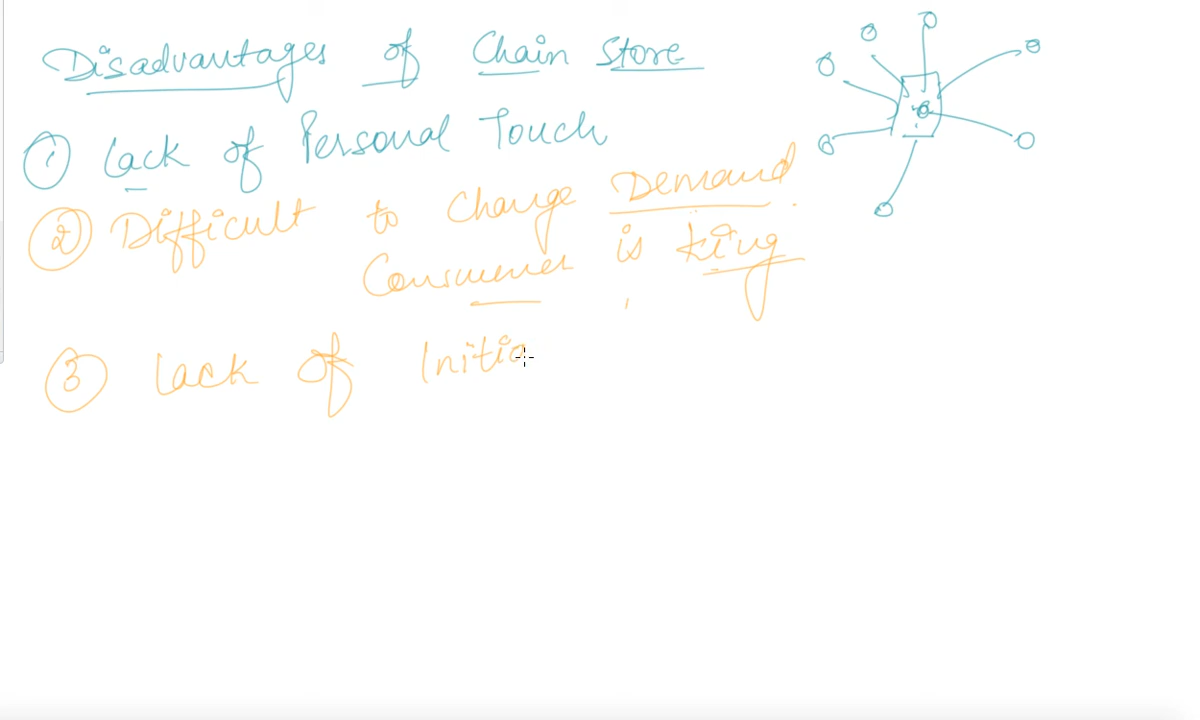 Disadvantages of Chain Store
① Lack of Personal Touch
② Difficult to Change Demand.
Consumer is King
③ Lack of Initia